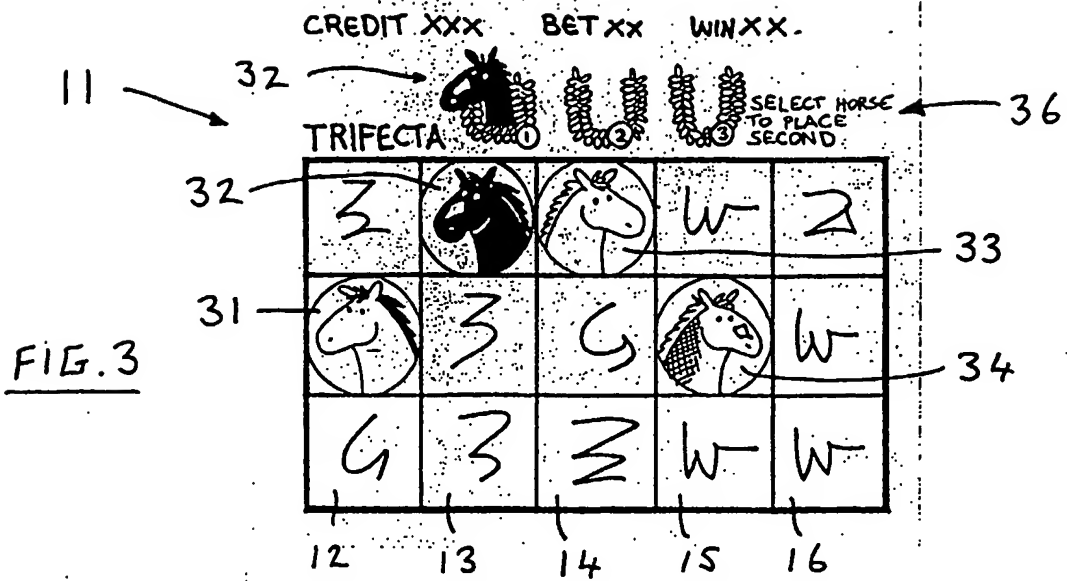 CREDIT XXX BET XX WIN XX.
32
11
36
SELECT HORSE
TO PLACE
SECOND
TRIFECTA 1 2 3
32
33
31
34
FIG. 3
12 13 14 15 16